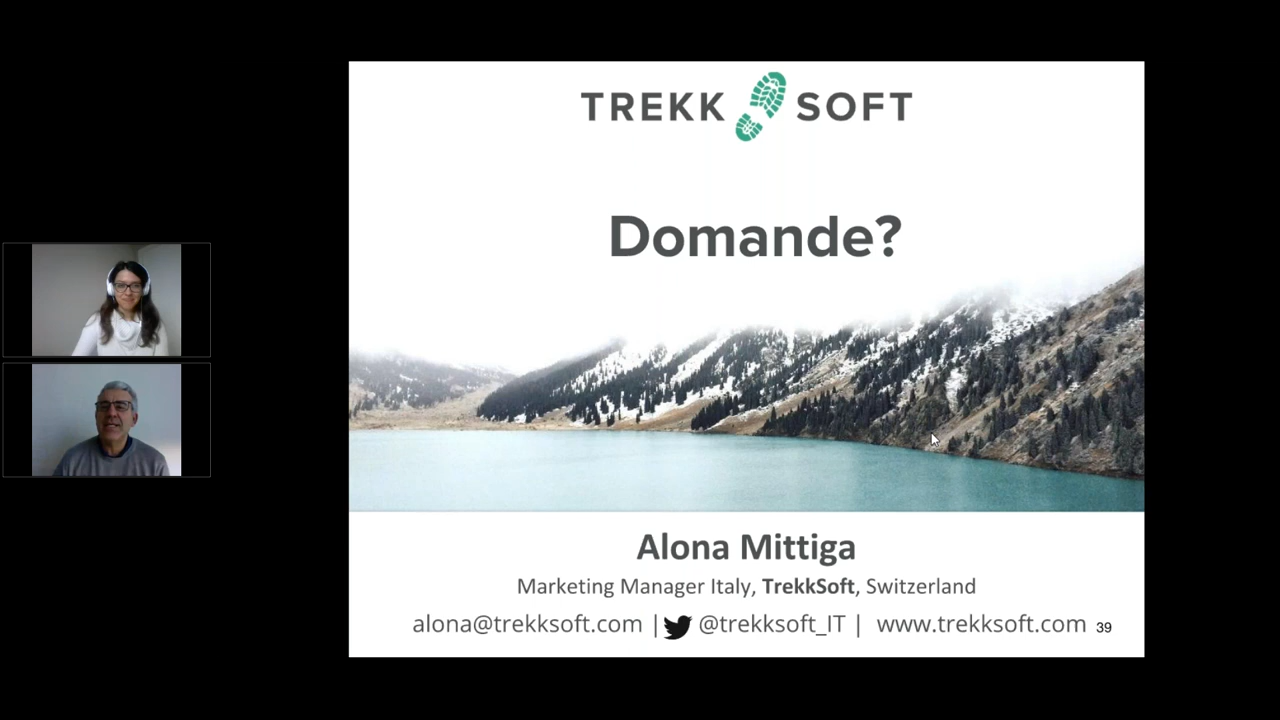 TREKK SOFT
Domande?
Alona Mittiga
Marketing Manager Italy, TrekkSoft, Switzerland
alona@trekksoft.com | @trekksoft_IT | www.trekksoft.com 39